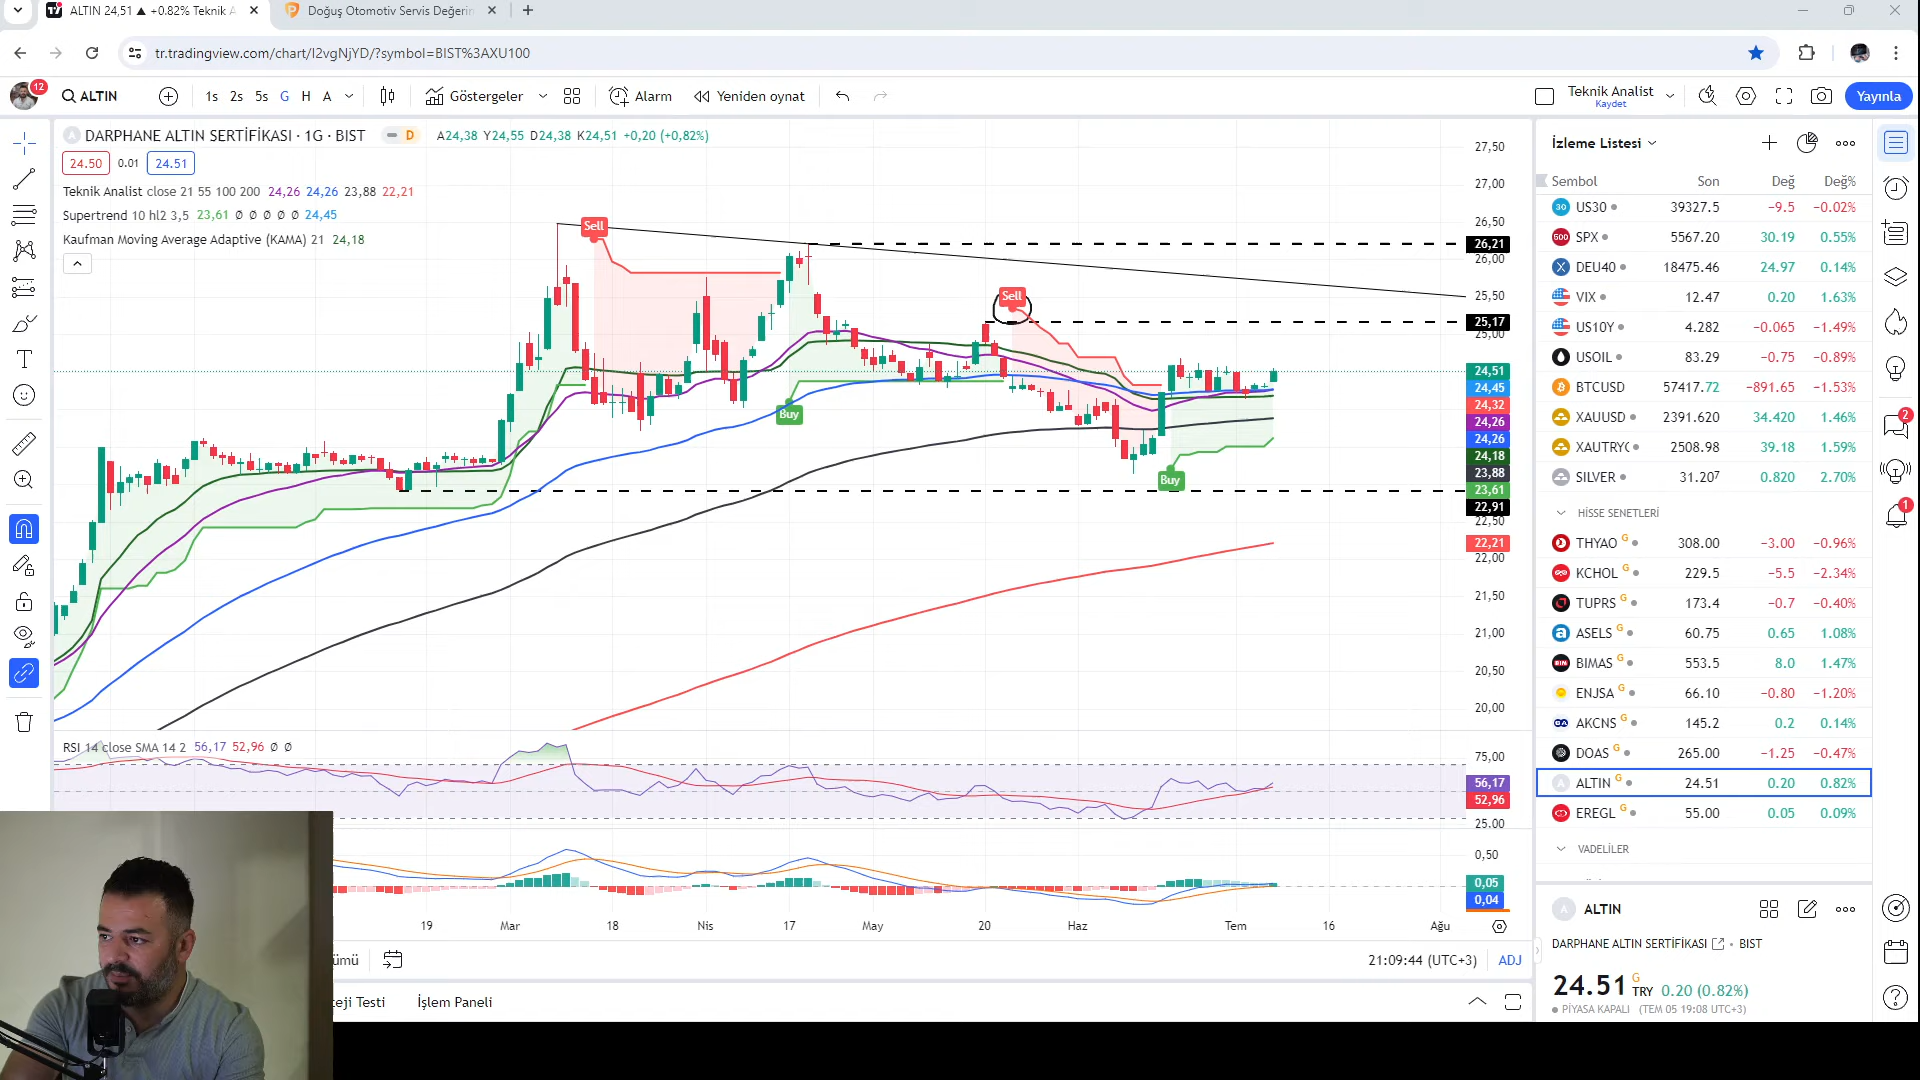 ALTIN 24,51 ▲ +0.82% Teknik A
Doğuş Otomotiv Servis Değerin
tr.tradingview.com/chart/I2vgNjYD/?symbol=BIST%3AXU100
12
ALTIN
1s 2s 5s G H A
Göstergeler
Alarm
Yeniden oynat
Teknik Analist
Kaydet
Yayınla
DARPHANE ALTIN SERTİFİKASI · 1G · BIST
D
A24,38 Y24,55 D24,38 K24,51 +0,20 (+0,82%)
24.50 0.01 24.51
Teknik Analist close 21 55 100 200 24,26 24,26 23,88 22,21
Supertrend 10 hl2 3,5 23,61 Ø Ø Ø Ø Ø 24,45
Kaufman Moving Average Adaptive (KAMA) 21 24,18
Sell
Buy
Sell
Buy
27,50
27,00
26,50
26,21
26,00
25,50
25,17
25,00
24,51
24,45
24,32
24,26
24,26
24,18
23,88
23,61
22,91
22,50
22,21
22,00
21,50
21,00
20,50
20,00
RSI 14 close SMA 14 2 56,17 52,96 Ø Ø
75.00
56,17
52,96
25.00
0,50
0,05
0,04
19 Mar 18 Nis 17 May 20 Haz Tem 16 Ağu
21:09:44 (UTC+3) ADJ
İşlem Paneli
İzleme Listesi
Sembol Son Değ Değ%
US30 39327.5 −9.5 −0.02%
SPX 5567.20 30.19 0.55%
DEU40 18475.46 24.97 0.14%
VIX 12.47 0.20 1.63%
US10Y 4.282 −0.065 −1.49%
USOIL 83.29 −0.75 −0.89%
BTCUSD 57417.72 −891.65 −1.53%
XAUUSD 2391.620 34.420 1.46%
XAUTRYG 2508.98 39.18 1.59%
SILVER 31.207 0.820 2.70%
HİSSE SENETLERİ
THYAO G 308.00 −3.00 −0.96%
KCHOL G 229.5 −5.5 −2.34%
TUPRS G 173.4 −0.7 −0.40%
ASELS G 60.75 0.65 1.08%
BIMAS G 553.5 8.0 1.47%
ENJSA G 66.10 −0.80 −1.20%
AKCNS G 145.2 0.2 0.14%
DOAS G 265.00 −1.25 −0.47%
ALTIN G 24.51 0.20 0.82%
EREGL G 55.00 0.05 0.09%
VADELİLER
ALTIN
DARPHANE ALTIN SERTİFİKASI · BIST
24.51 G TRY 0.20 (0.82%)
PİYASA KAPALI (TEM 05 19:08 UTC+3)
2
1